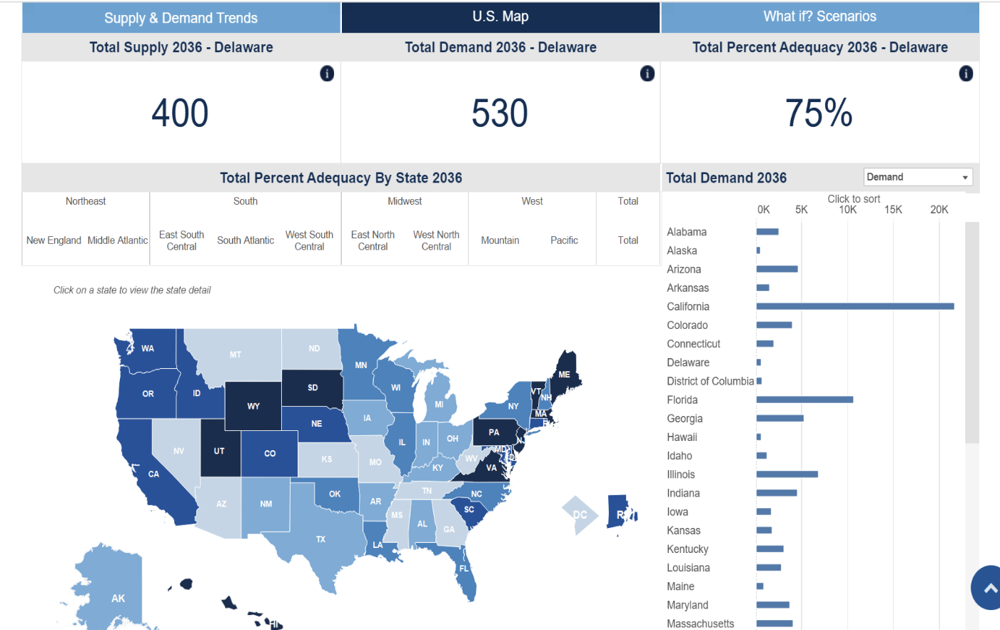 Supply & Demand Trends
U.S. Map
What if? Scenarios
Total Supply 2036 - Delaware
Total Demand 2036 - Delaware
Total Percent Adequacy 2036 - Delaware
i
i
i
400
530
75%
Total Percent Adequacy By State 2036
Total Demand 2036
Demand
Northeast
South
Midwest
West
Total
New England
Middle Atlantic
East South
Central
South Atlantic
West South
Central
East North
Central
West North
Central
Mountain
Pacific
Total
Click to sort
0K
5K
10K
15K
20K
Click on a state to view the state detail
WA
MT
ND
MN
ME
OR
ID
SD
WI
VT
NH
WY
MI
NY
MA
NE
IA
PA
NV
UT
CO
IL
IN
OH
NJ
MD
CA
KS
MO
WV
KY
VA
AZ
NM
OK
AR
TN
NC
SC
MS
AL
GA
TX
LA
FL
DC
AK
HI
Alabama
Alaska
Arizona
Arkansas
California
Colorado
Connecticut
Delaware
District of Columbia
Florida
Georgia
Hawaii
Idaho
Illinois
Indiana
Iowa
Kansas
Kentucky
Louisiana
Maine
Maryland
Massachusetts